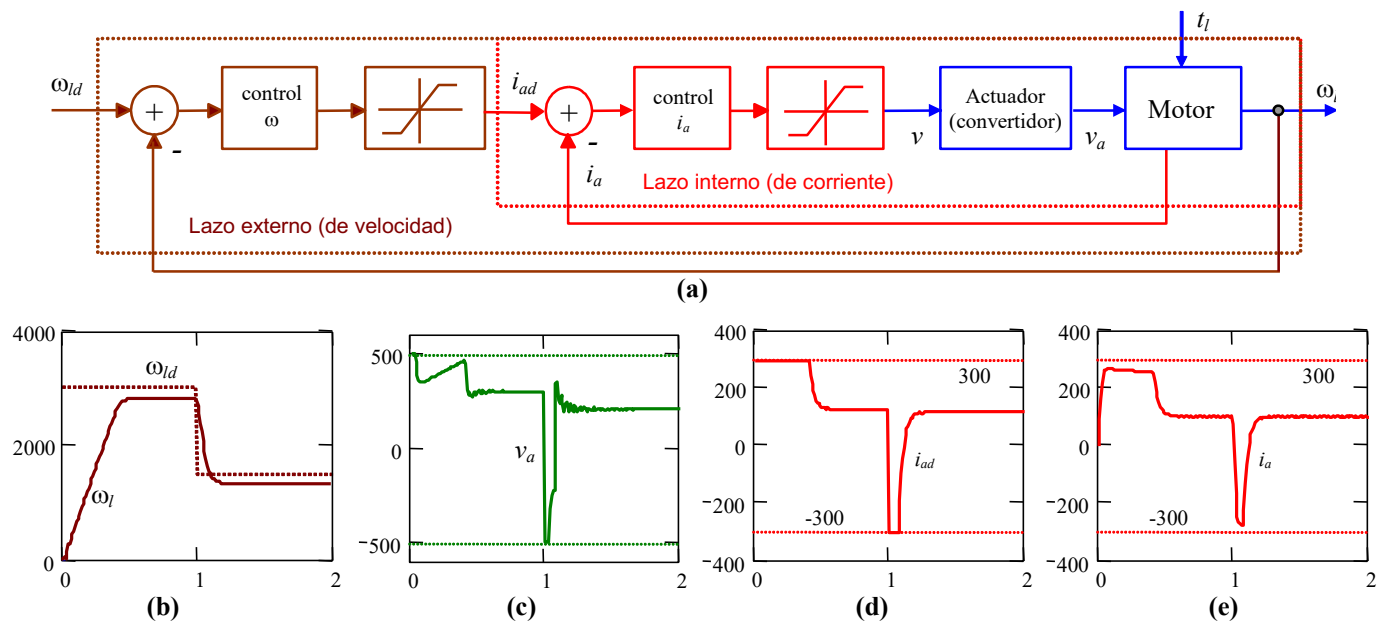 t_l
ω_ld
+
-
control
ω
i_ad
+
-
i_a
control
i_a
v
Actuador
(convertidor)
v_a
Motor
ω_l
Lazo interno (de corriente)
Lazo externo (de velocidad)
(a)
4000
2000
0
0
1
2
ω_ld
ω_l
(b)
500
0
-500
0
1
2
v_a
(c)
400
200
0
-200
-400
0
1
2
300
-300
i_ad
(d)
400
200
0
-200
-400
0
1
2
300
-300
i_a
(e)